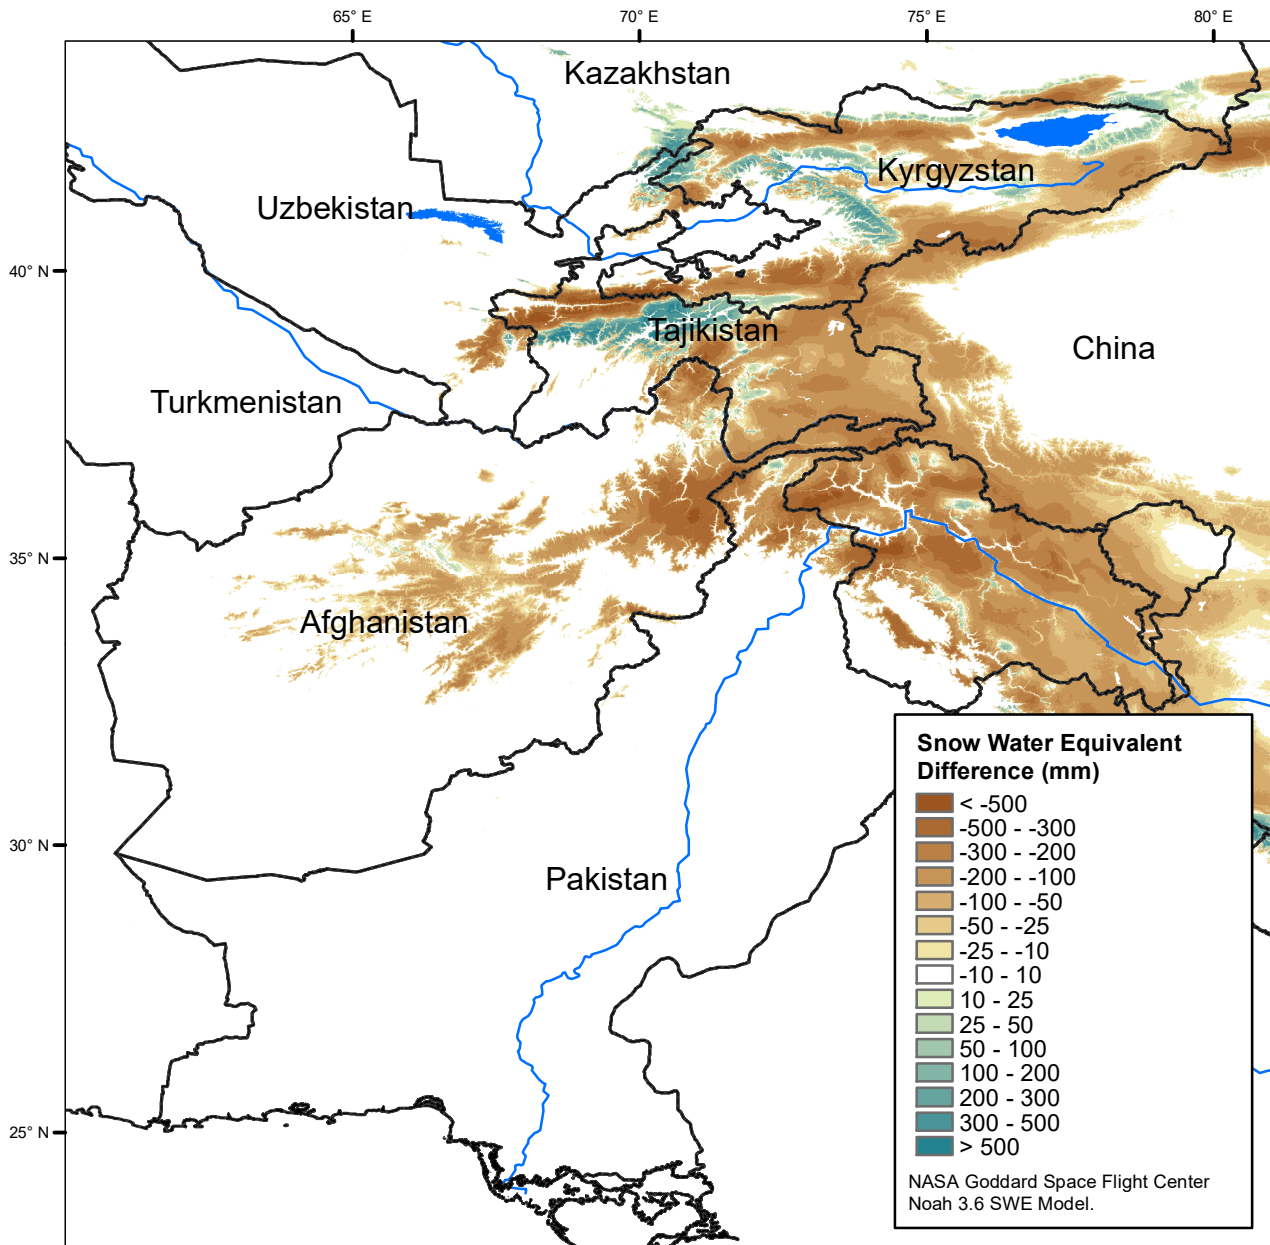 65° E
70° E
75° E
80° E
Kazakhstan
Kyrgyzstan
Uzbekistan
40° N
Tajikistan
China
Turkmenistan
35° N
Afghanistan
Snow Water Equivalent
Difference (mm)
< -500
-500 - -300
-300 - -200
-200 - -100
-100 - -50
-50 - -25
-25 - -10
-10 - 10
10 - 25
25 - 50
50 - 100
100 - 200
200 - 300
300 - 500
> 500
NASA Goddard Space Flight Center
Noah 3.6 SWE Model.
30° N
Pakistan
25° N